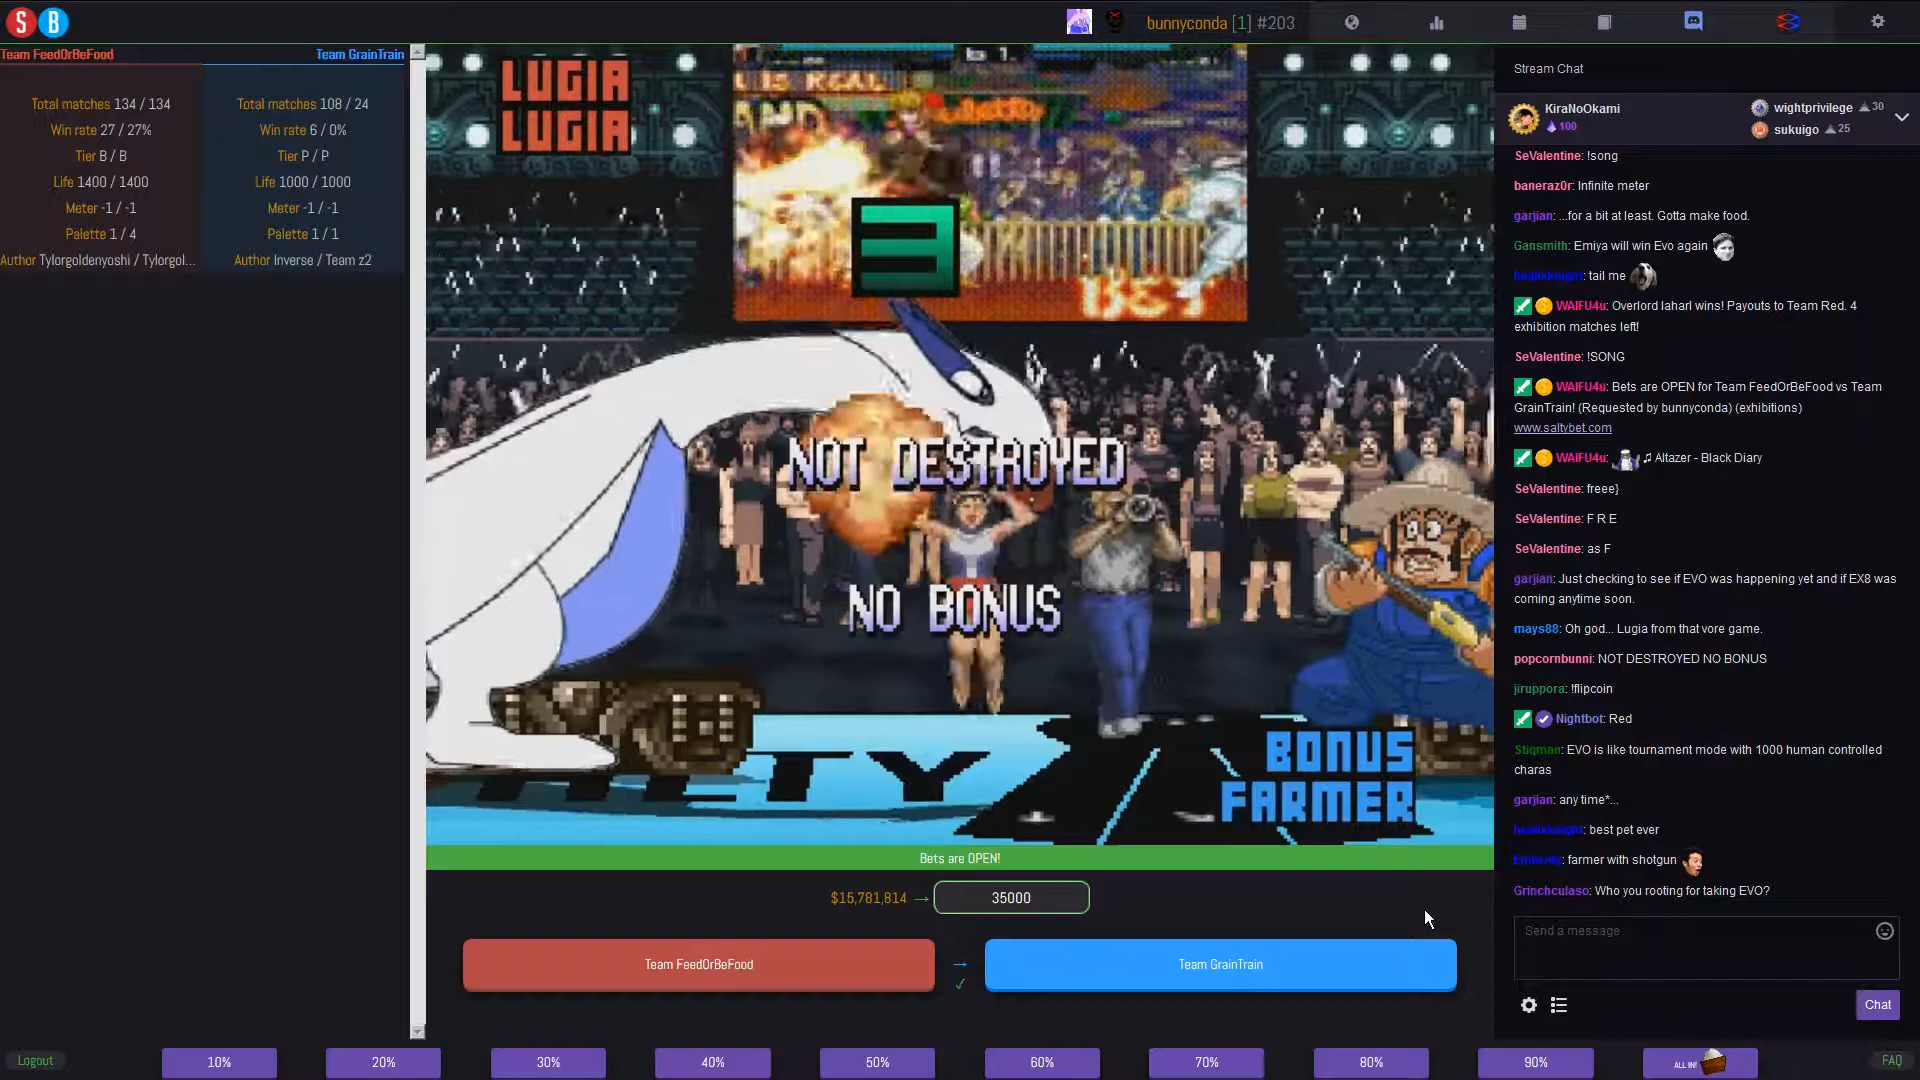 S B
bunnyconda [1] #203
Team FeedOrBeFood
Team GrainTrain
Total matches 134 / 134
Win rate 27 / 27%
Tier B / B
Life 1400 / 1400
Meter -1 / -1
Palette 1 / 4
Author Tylorgoldenyoshi / Tylorgol...
Total matches 108 / 24
Win rate 6 / 0%
Tier P / P
Life 1000 / 1000
Meter -1 / -1
Palette 1 / 1
Author Inverse / Team z2
LUGIA
LUGIA
3
NOT DESTROYED
NO BONUS
BONUS
FARMER
Bets are OPEN!
$15,781,814 → 35000
Team FeedOrBeFood
→
✓
Team GrainTrain
Stream Chat
KiraNoOkami
100
wightprivilege 30
sukuigo 25
SeValentine: !song
baneraz0r: Infinite meter
garjian: ...for a bit at least. Gotta make food.
Gansmith: Emiya will win Evo again
tail me
WAIFU4u: Overlord laharl wins! Payouts to Team Red. 4
exhibition matches left!
SeValentine: !SONG
WAIFU4u: Bets are OPEN for Team FeedOrBeFood vs Team
GrainTrain! (Requested by bunnyconda) (exhibitions)
www.saltybet.com
WAIFU4u: ♫ Altazer - Black Diary
SeValentine: freee}
SeValentine: F R E
SeValentine: as F
garjian: Just checking to see if EVO was happening yet and if EX8 was
coming anytime soon.
mays88: Oh god... Lugia from that vore game.
popcornbunni: NOT DESTROYED NO BONUS
jiruppora: !flipcoin
Nightbot: Red
Stiqman: EVO is like tournament mode with 1000 human controlled
charas
garjian: any time*...
best pet ever
farmer with shotgun
Grinchculaso: Who you rooting for taking EVO?
Send a message
Chat
Logout
10%
20%
30%
40%
50%
60%
70%
80%
90%
ALL IN!
FAQ